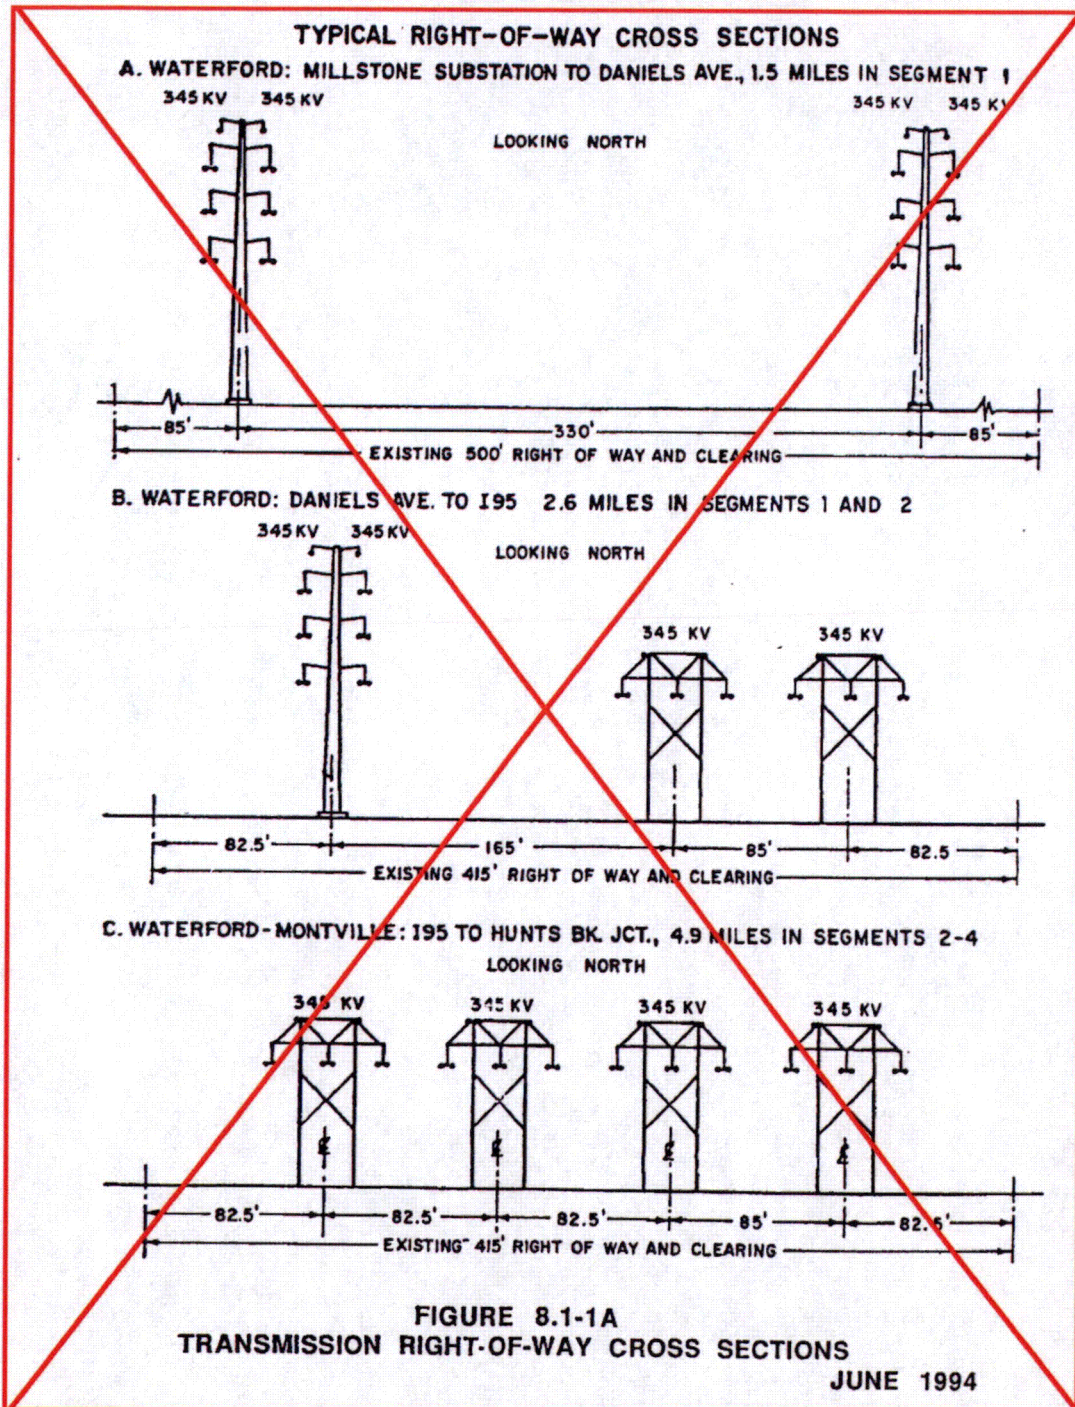 TYPICAL RIGHT-OF-WAY CROSS SECTIONS
A. WATERFORD: MILLSTONE SUBSTATION TO DANIELS AVE., 1.5 MILES IN SEGMENT 1
345 KV 345 KV 345 KV 345 KV
LOOKING NORTH
85' 330' 85'
EXISTING 500' RIGHT OF WAY AND CLEARING
B. WATERFORD: DANIELS AVE. TO I95 2.6 MILES IN SEGMENTS 1 AND 2
345 KV 345 KV
LOOKING NORTH
345 KV 345 KV
82.5' 165' 85' 82.5
EXISTING 415' RIGHT OF WAY AND CLEARING
C. WATERFORD-MONTVILLE: I95 TO HUNTS BK. JCT., 4.9 MILES IN SEGMENTS 2-4
LOOKING NORTH
345 KV 345 KV 345 KV 345 KV
82.5' 82.5' 82.5' 85' 82.5'
EXISTING 415' RIGHT OF WAY AND CLEARING
FIGURE 8.1-1A
TRANSMISSION RIGHT-OF-WAY CROSS SECTIONS
JUNE 1994